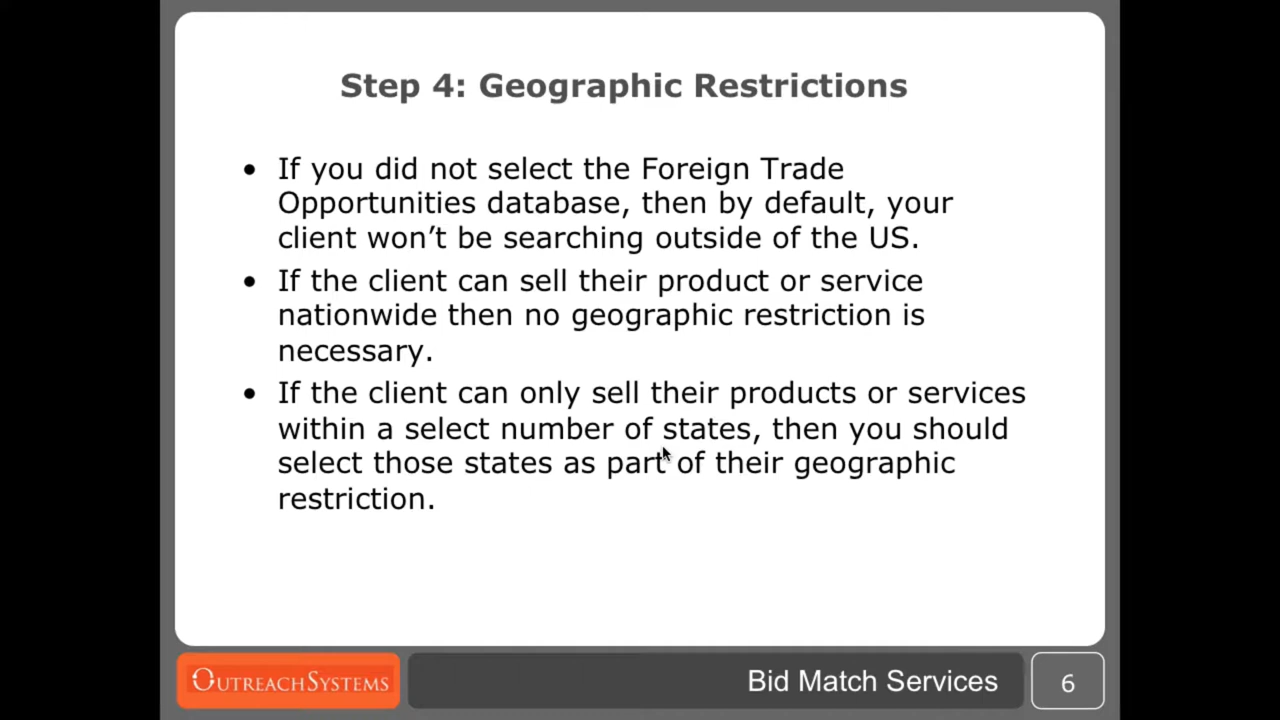 Step 4: Geographic Restrictions
• If you did not select the Foreign Trade
Opportunities database, then by default, your
client won’t be searching outside of the US.
• If the client can sell their product or service
nationwide then no geographic restriction is
necessary.
• If the client can only sell their products or services
within a select number of states, then you should
select those states as part of their geographic
restriction.
OUTREACHSYSTEMS
Bid Match Services
6